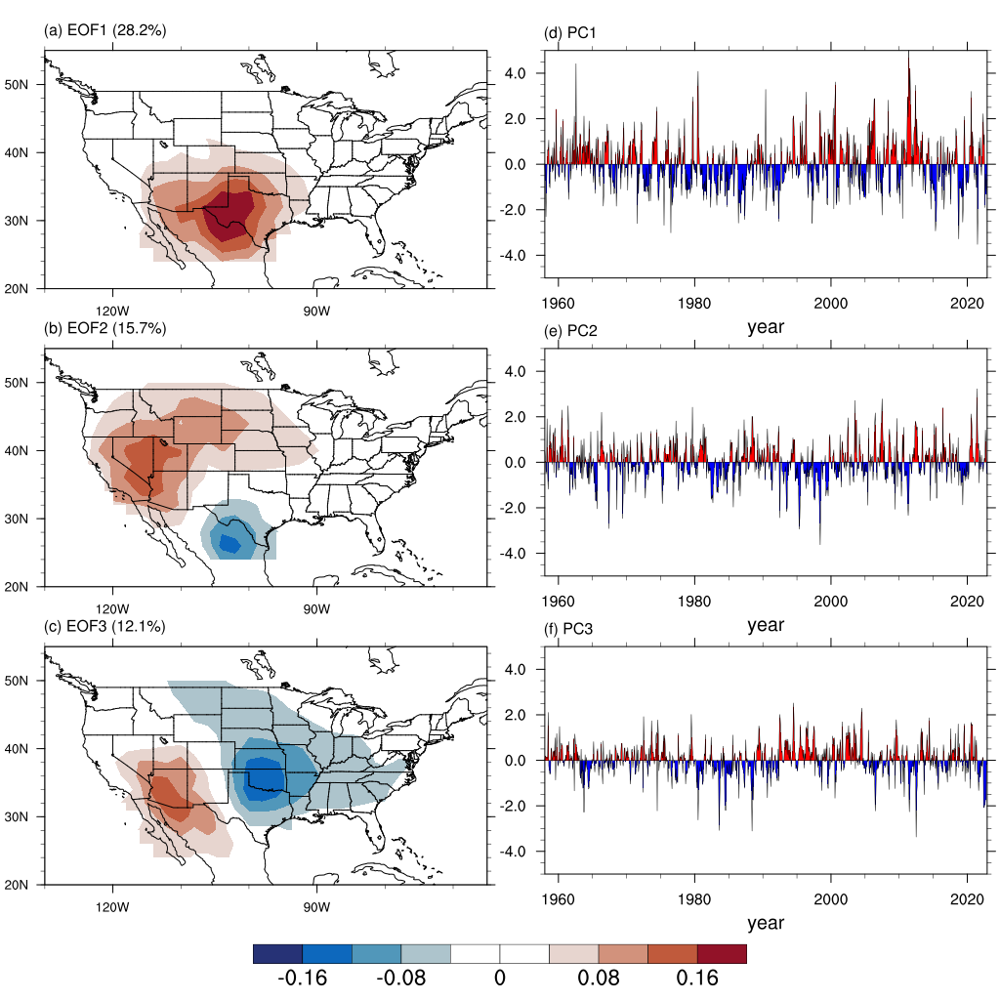 (a) EOF1 (28.2%)
50N
40N
30N
20N
120W
90W
(d) PC1
4.0
2.0
0.0
-2.0
-4.0
1960
1980
2000
2020
year
(b) EOF2 (15.7%)
50N
40N
30N
20N
120W
90W
(e) PC2
4.0
2.0
0.0
-2.0
-4.0
1960
1980
2000
2020
year
(c) EOF3 (12.1%)
50N
40N
30N
20N
120W
90W
(f) PC3
4.0
2.0
0.0
-2.0
-4.0
1960
1980
2000
2020
year
-0.16
-0.08
0
0.08
0.16